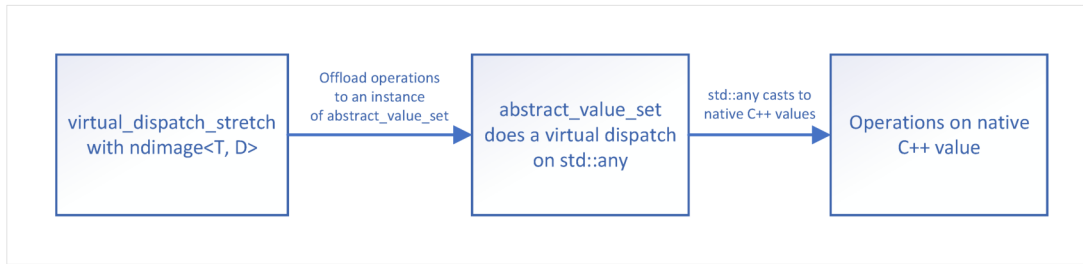 virtual_dispatch_stretch
with ndimage<T, D>
Offload operations
to an instance
of abstract_value_set
abstract_value_set
does a virtual dispatch
on std::any
std::any casts to
native C++ values
Operations on native
C++ value